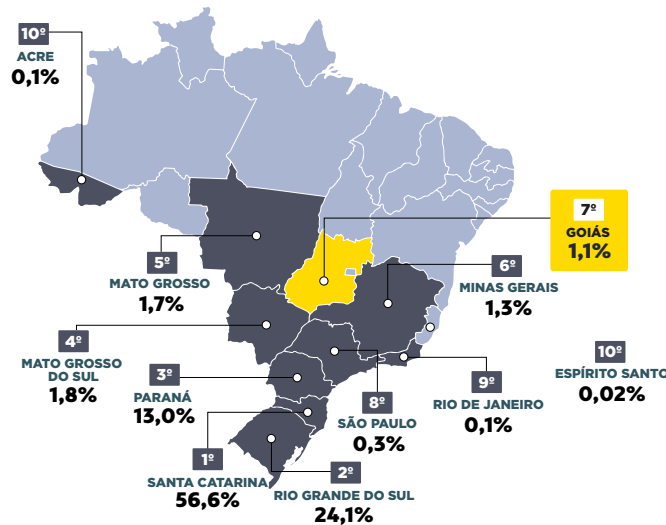 10º
ACRE
0,1%
7º
GOIÁS
1,1%
5º
MATO GROSSO
1,7%
6º
MINAS GERAIS
1,3%
4º
MATO GROSSO
DO SUL
1,8%
3º
PARANÁ
13,0%
8º
SÃO PAULO
0,3%
9º
RIO DE JANEIRO
0,1%
10º
ESPÍRITO SANTO
0,02%
1º
SANTA CATARINA
56,6%
2º
RIO GRANDE DO SUL
24,1%